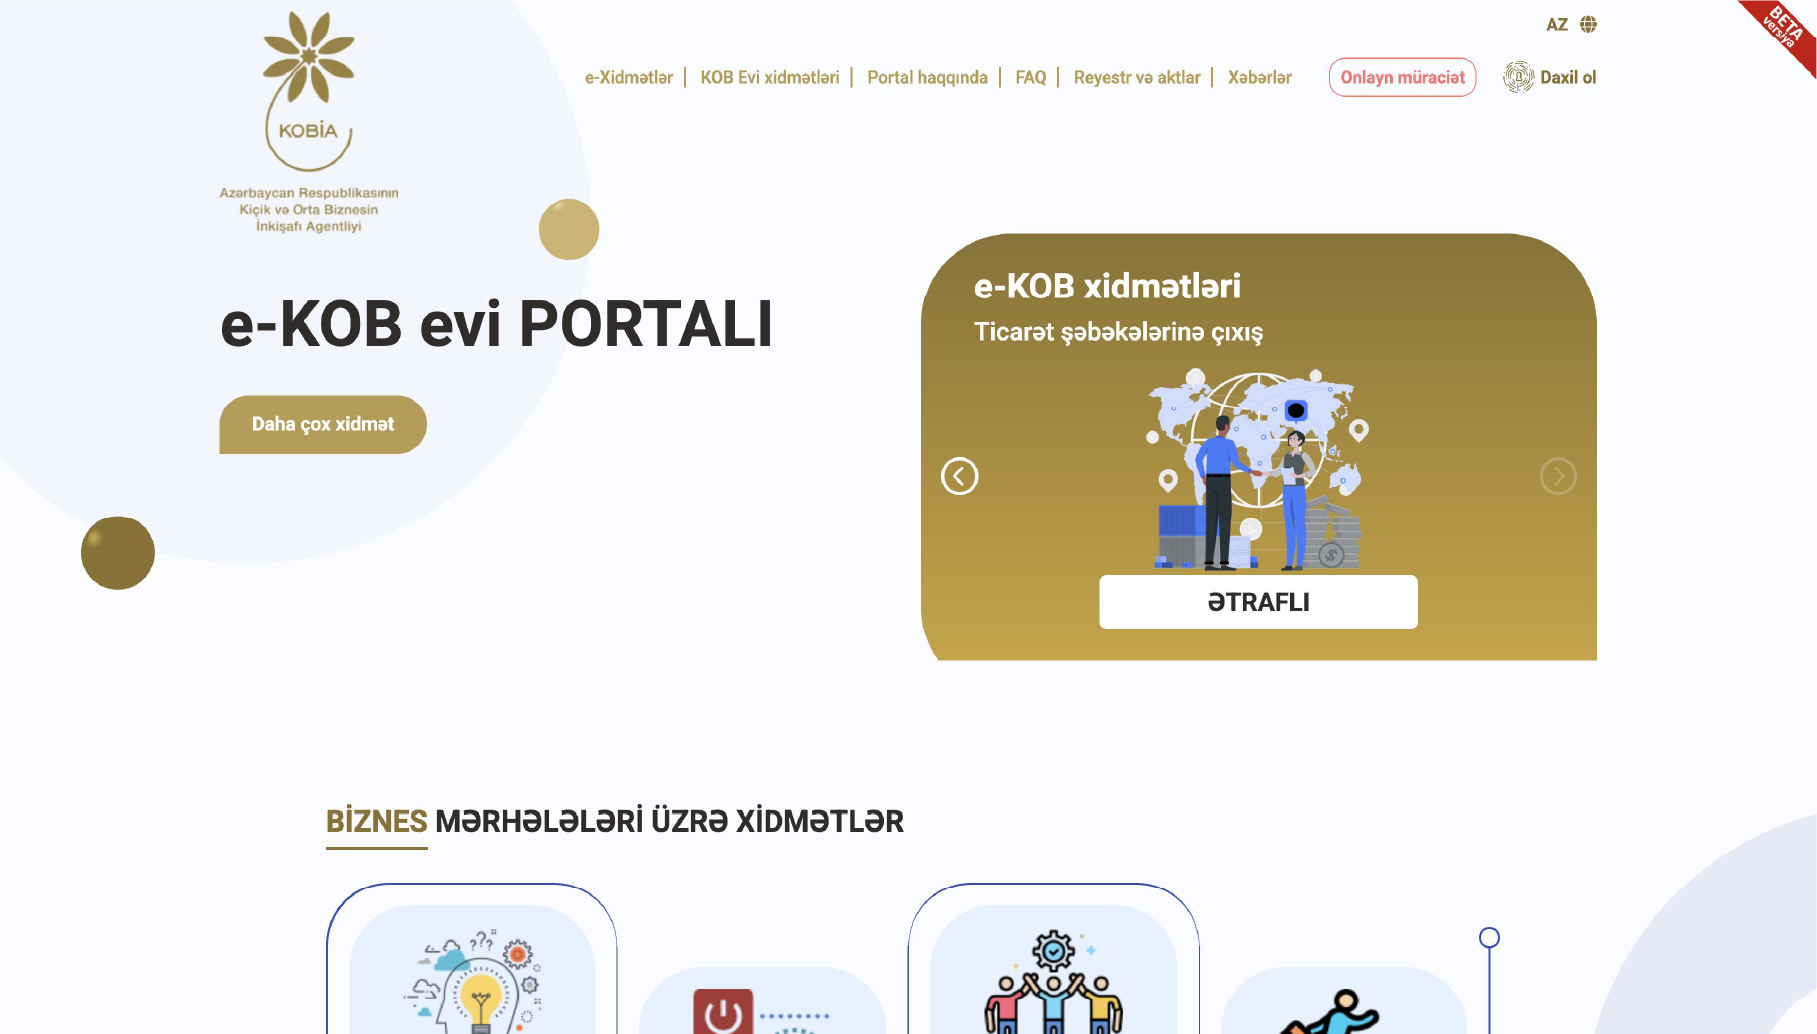 AZ
BETA
versiya
KOBİA
Azərbaycan Respublikasının
Kiçik və Orta Biznesin
İnkişafı Agentliyi
e-Xidmətlər
KOB Evi xidmətləri
Portal haqqında
FAQ
Reyestr və aktlar
Xəbərlər
Onlayn müraciət
Daxil ol
e-KOB evi PORTALI
Daha çox xidmət
e-KOB xidmətləri
Ticarət şəbəkələrinə çıxış
$
ƏTRAFLI
BİZNES MƏRHƏLƏLƏRİ ÜZRƏ XİDMƏTLƏR
???